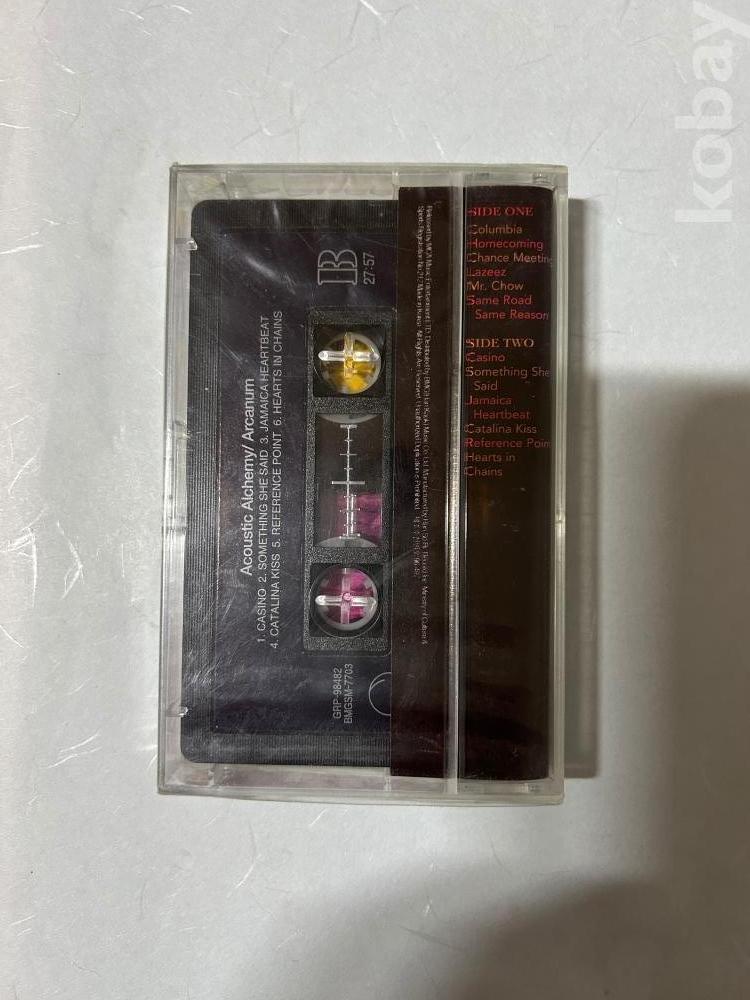 kobay
Acoustic Alchemy/ Arcanum
1. CASINO 2. SOMETHING SHE SAID 3. JAMAICA HEARTBEAT
4. CATALINA KISS 5. REFERENCE POINT 6. HEARTS IN CHAINS
B
27:57
GRP-98482
BMGSM-7703
SIDE ONE
Columbia
Homecoming
Chance Meetin
Lazeez
Mr. Chow
Same Road
Same Reason
SIDE TWO
Casino
Something She
Said
Jamaica
Heartbeat
Catalina Kiss
Reference Poin
Hearts in
Chains